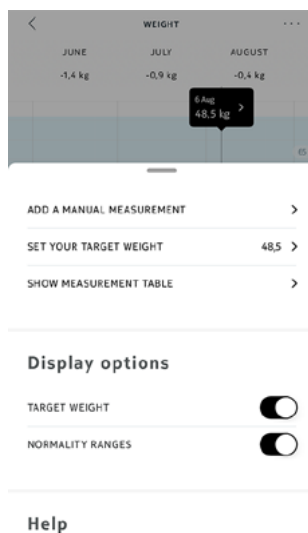 WEIGHT
JUNE JULY AUGUST
-1,4 kg -0,9 kg -0,4 kg
6 Aug
48,5 kg
65
ADD A MANUAL MEASUREMENT
SET YOUR TARGET WEIGHT 48,5
SHOW MEASUREMENT TABLE
Display options
TARGET WEIGHT
NORMALITY RANGES
Help